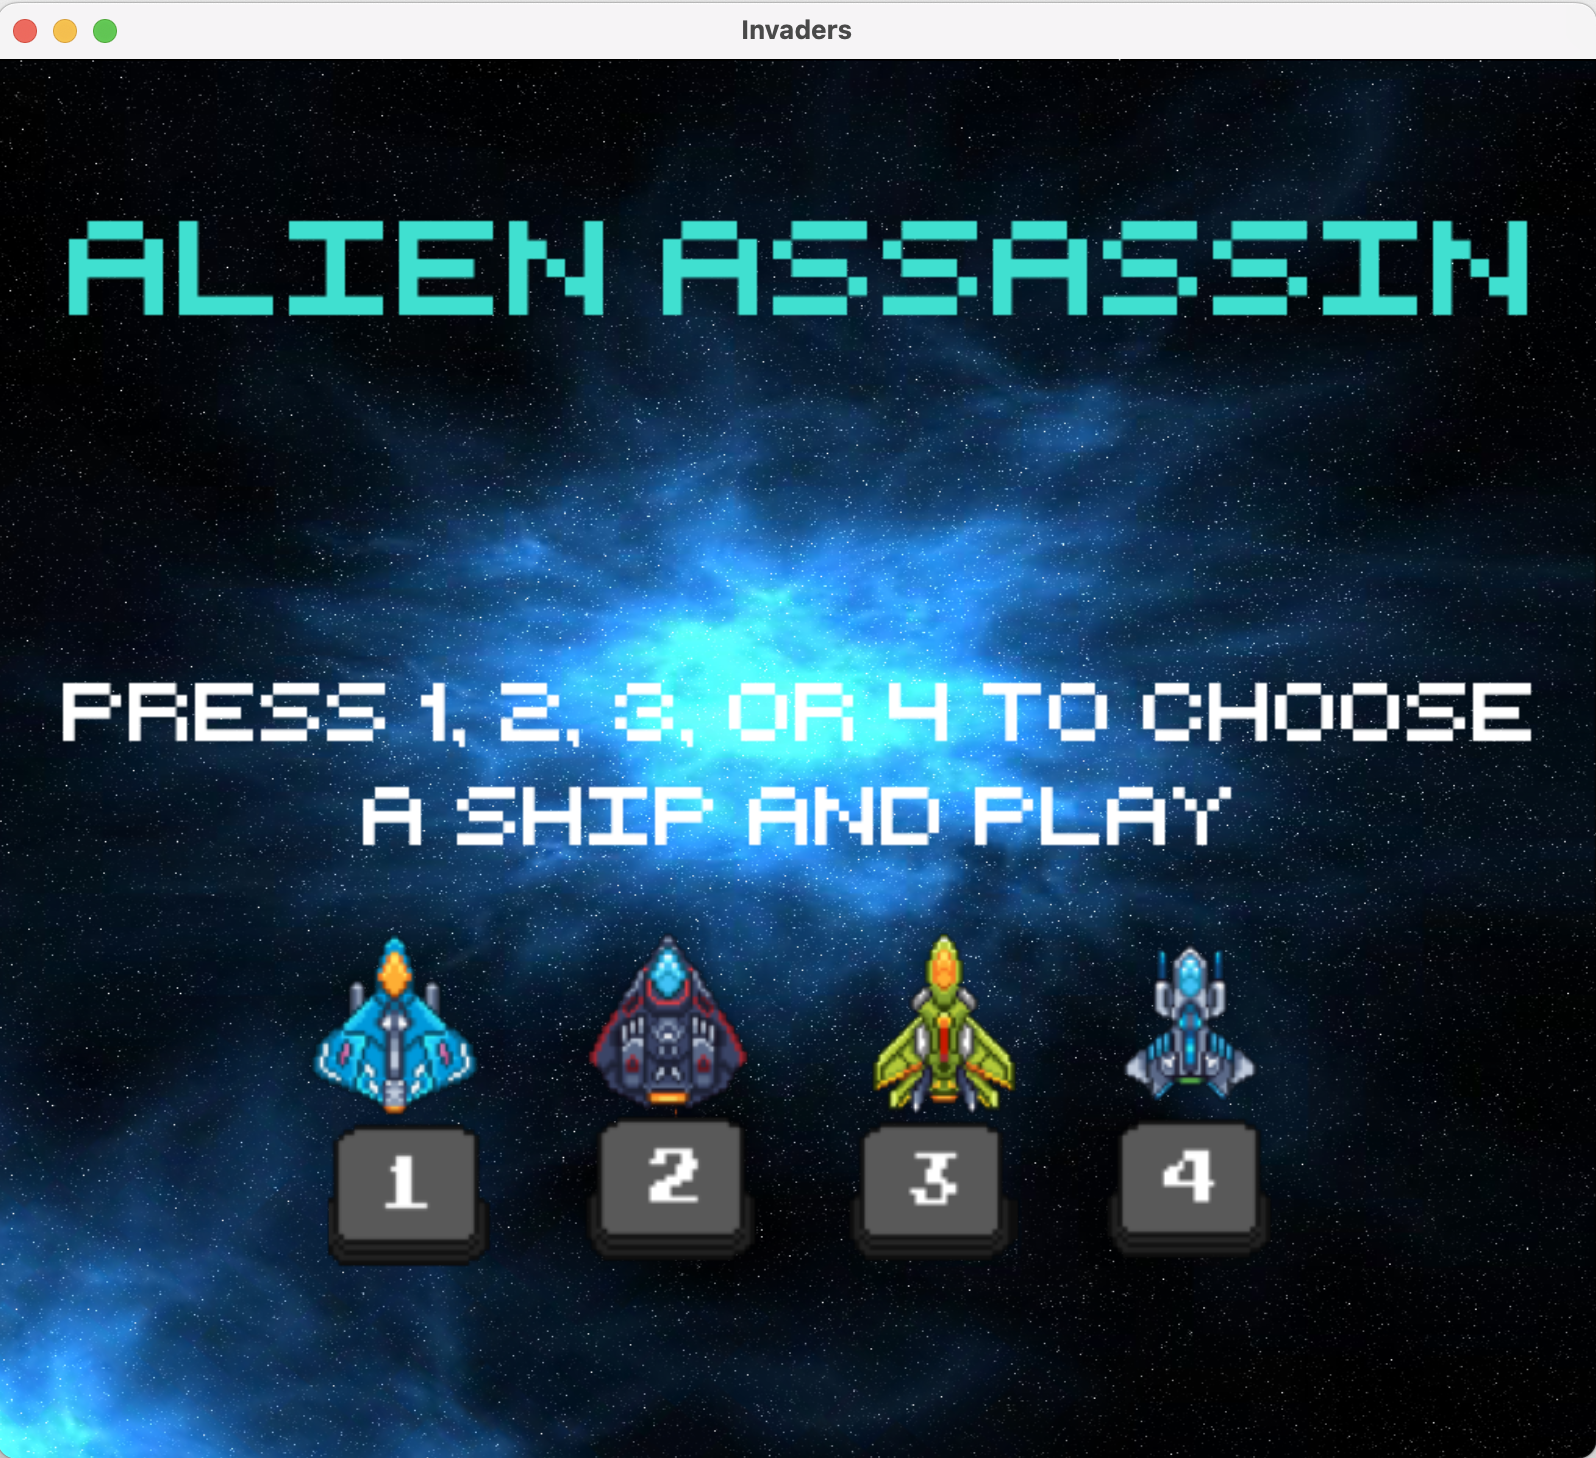 Invaders
ALIEN ASSASSIN
PRESS 1, 2, 3, OR 4 TO CHOOSE
A SHIP AND PLAY
1 2 3 4